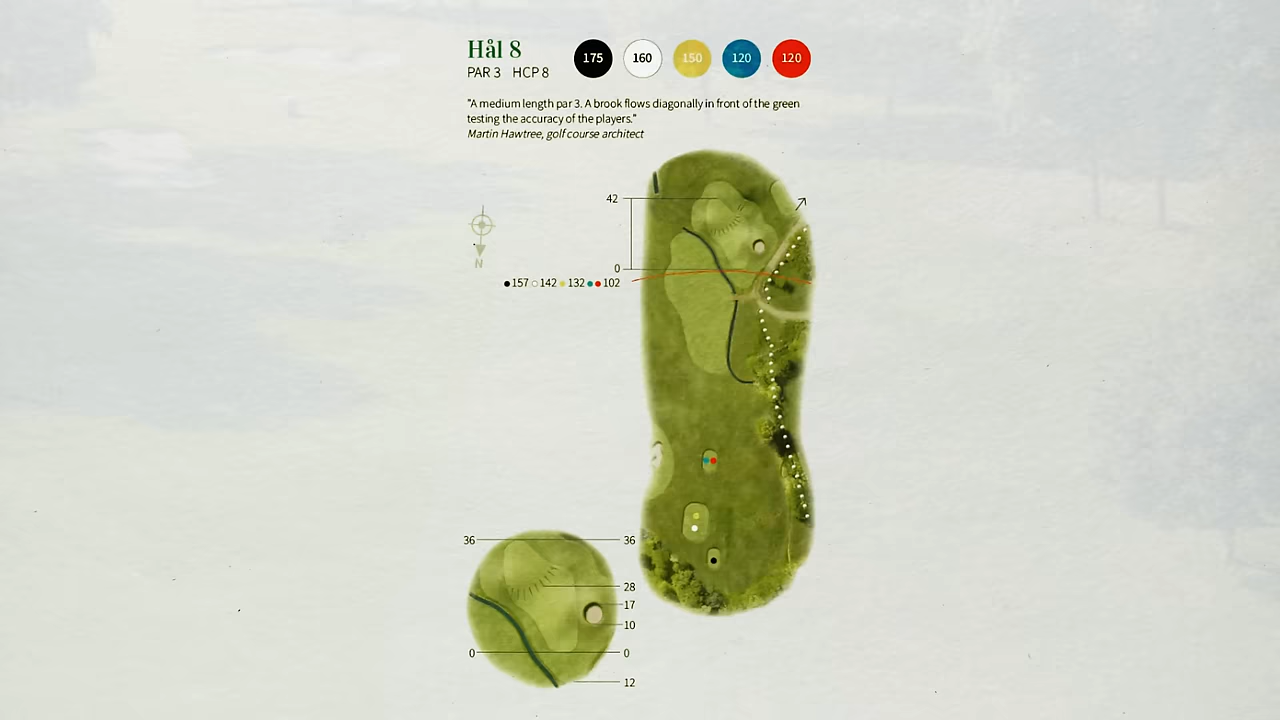 Hål 8
175 160 150 120 120
PAR 3 HCP 8
"A medium length par 3. A brook flows diagonally in front of the green
testing the accuracy of the players."
Martin Hawtree, golf course architect
42
0
N
157 142 132 102
36 36
28
17
10
0 0
12